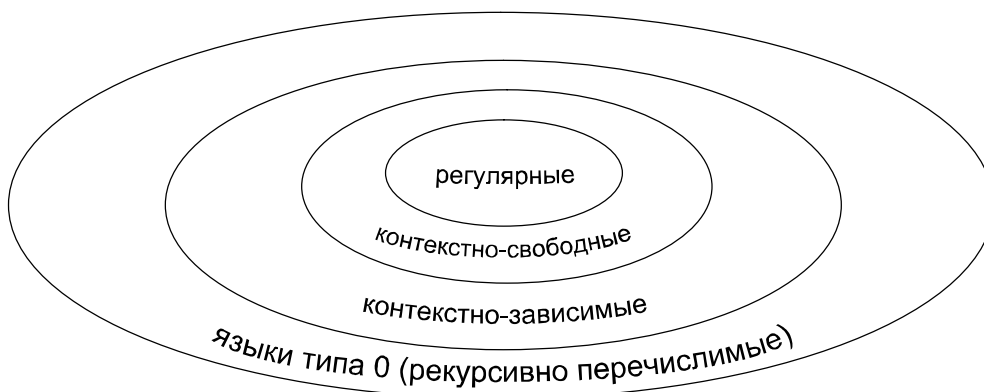 регулярные
контекстно-свободные
контекстно-зависимые
языки типа 0 (рекурсивно перечислимые)